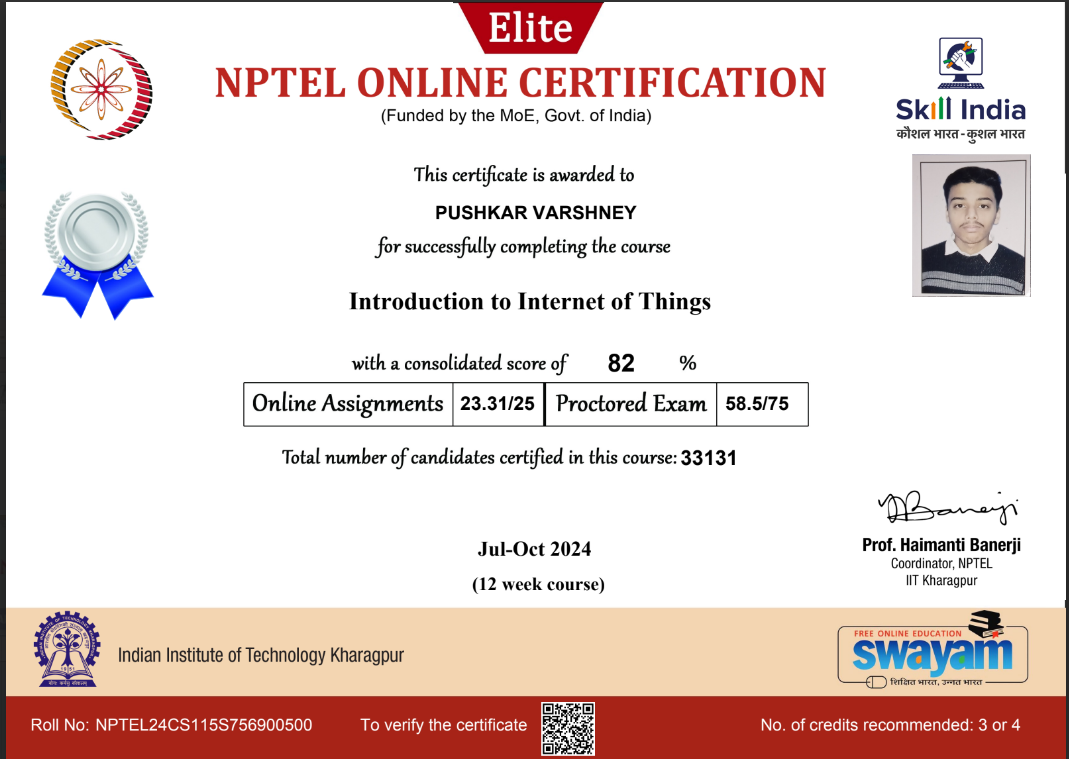 Elite
NPTEL ONLINE CERTIFICATION
(Funded by the MoE, Govt. of India)
Skill India
कौशल भारत-कुशल भारत
This certificate is awarded to
PUSHKAR VARSHNEY
for successfully completing the course
Introduction to Internet of Things
with a consolidated score of 82 %
Online Assignments 23.31/25 Proctored Exam 58.5/75
Total number of candidates certified in this course: 33131
Jul-Oct 2024
(12 week course)
Prof. Haimanti Banerji
Coordinator, NPTEL
IIT Kharagpur
Indian Institute of Technology Kharagpur
FREE ONLINE EDUCATION
swayam
शिक्षित भारत, उन्नत भारत
Roll No: NPTEL24CS115S756900500 To verify the certificate No. of credits recommended: 3 or 4